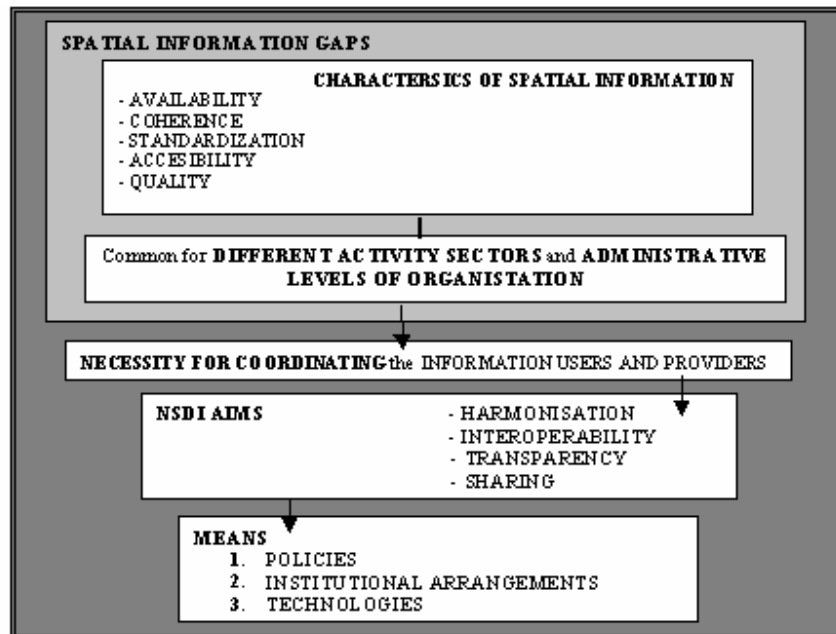 SPATIAL INFORMATION GAPS
CHARACTERSICS OF SPATIAL INFORMATION
- AVAILABILITY
- COHERENCE
- STANDARDIZATION
- ACCESIBILITY
- QUALITY
Common for DIFFERENT ACTIVITY SECTORS and ADMINISTRATIVE
LEVELS OF ORGANISTATION
NECESSITY FOR COORDINATING the INFORMATION USERS AND PROVIDERS
NSDI AIMS - HARMONISATION
- INTEROPERABILITY
- TRANSPARENCY
- SHARING
MEANS
1. POLICIES
2. INSTITUTIONAL ARRANGEMENTS
3. TECHNOLOGIES